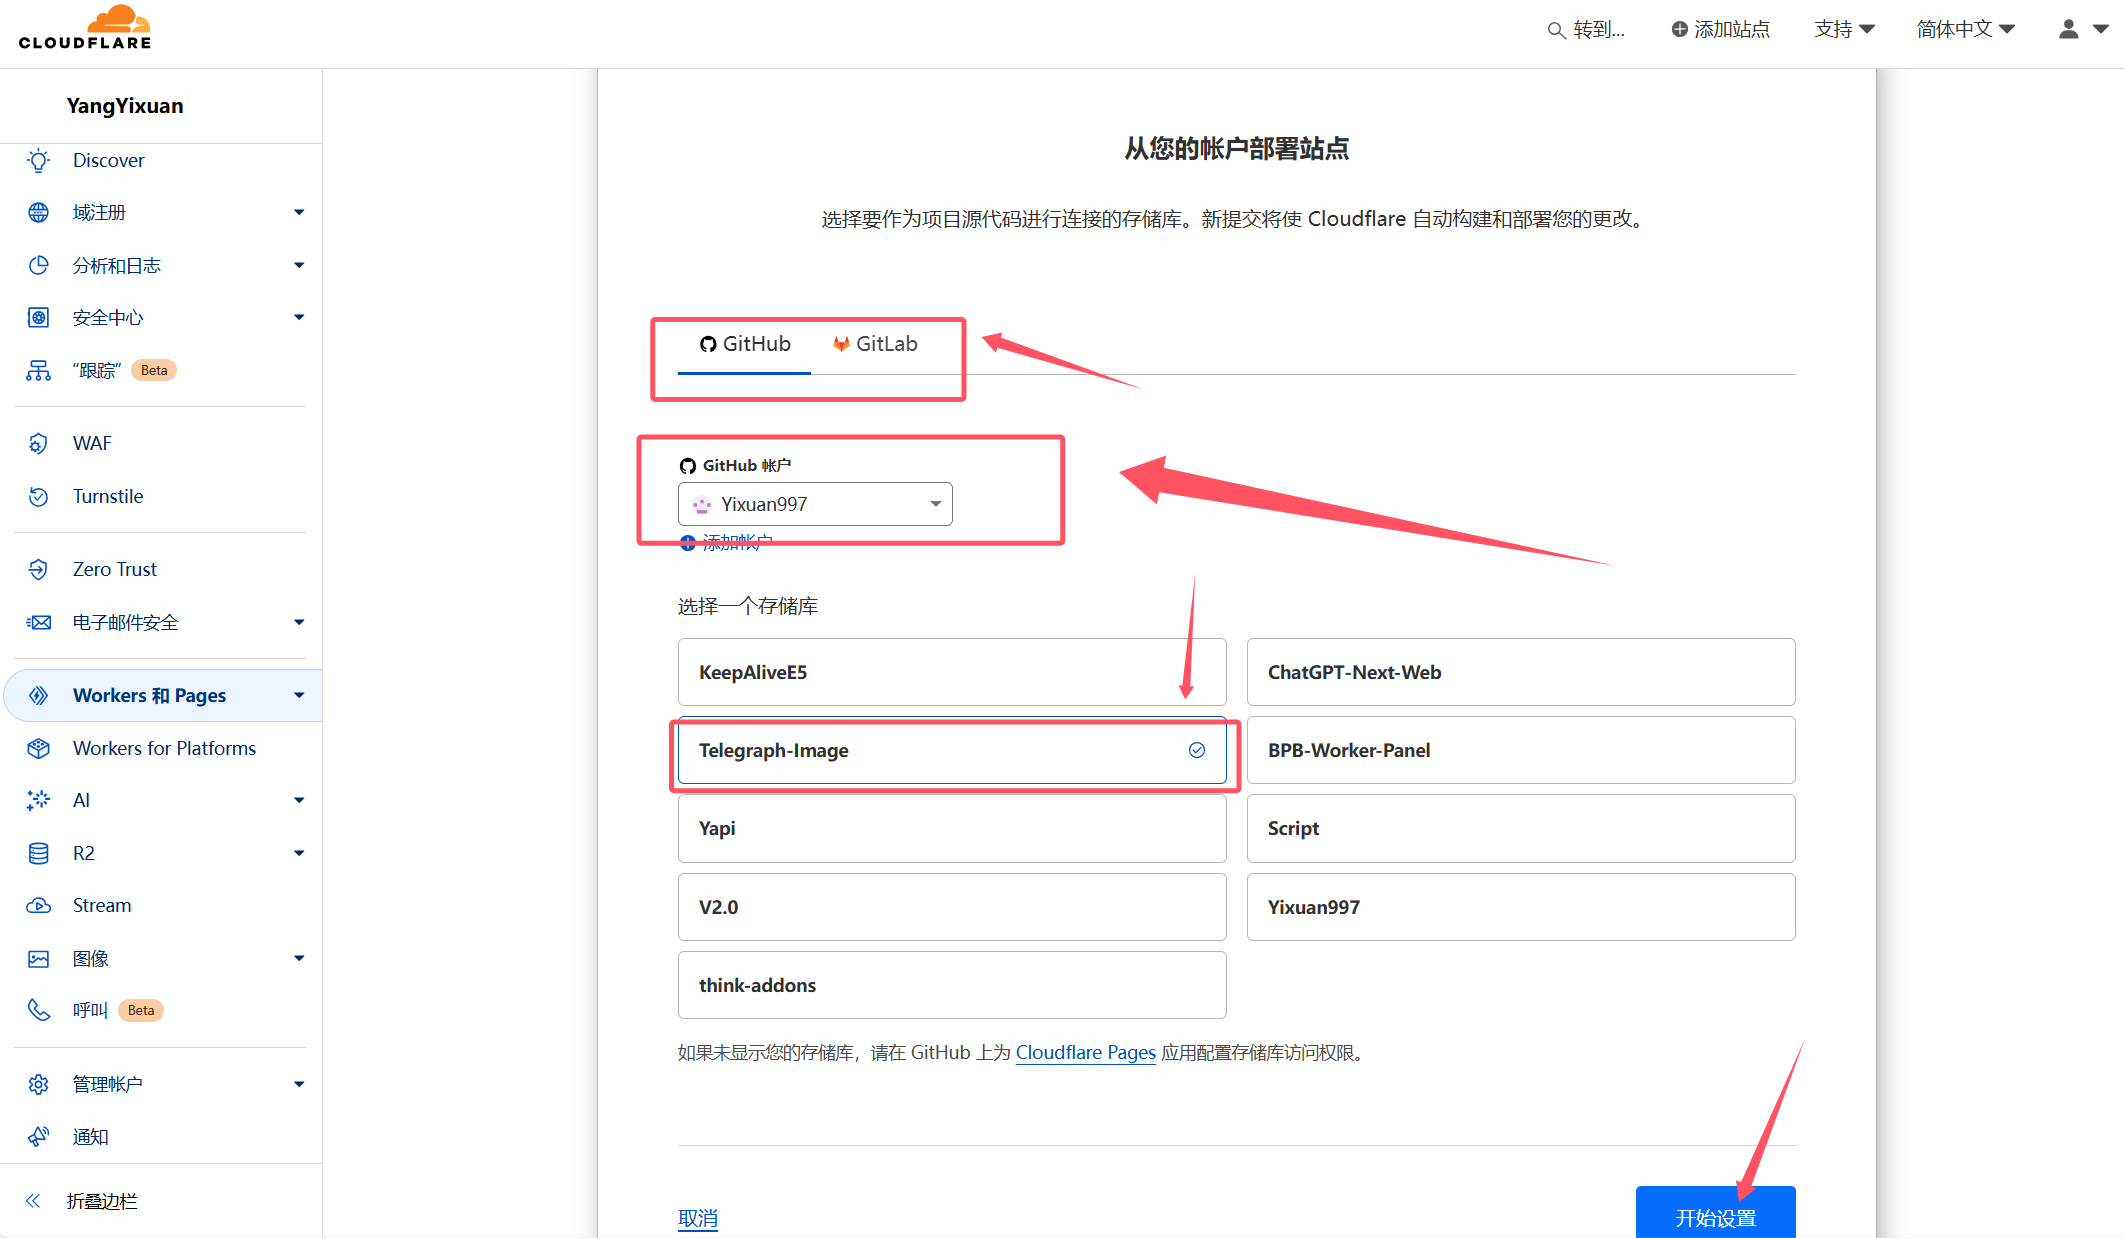 CLOUDFLARE
转到...
添加站点
支持
简体中文
YangYixuan
Discover
域注册
分析和日志
安全中心
“跟踪” Beta
WAF
Turnstile
Zero Trust
电子邮件安全
Workers 和 Pages
Workers for Platforms
AI
R2
Stream
图像
呼叫 Beta
管理帐户
通知
折叠边栏
从您的帐户部署站点
选择要作为项目源代码进行连接的存储库。新提交将使 Cloudflare 自动构建和部署您的更改。
GitHub
GitLab
GitHub 帐户
Yixuan997
添加帐户
选择一个存储库
KeepAliveE5
ChatGPT-Next-Web
Telegraph-Image
BPB-Worker-Panel
Yapi
Script
V2.0
Yixuan997
think-addons
如果未显示您的存储库，请在 GitHub 上为 Cloudflare Pages 应用配置存储库访问权限。
取消
开始设置